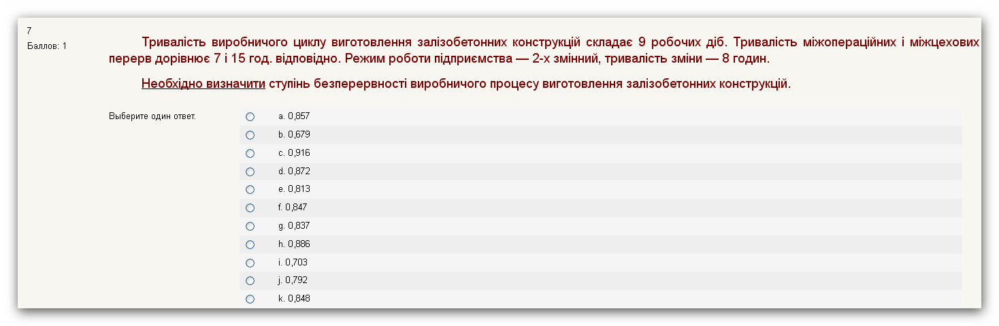 7
Баллов: 1
Тривалість виробничого циклу виготовлення залізобетонних конструкцій складає 9 робочих діб. Тривалість міжопераційних і міжцехових
перерв дорівнює 7 і 15 год. відповідно. Режим роботи підприємства — 2-х змінний, тривалість зміни — 8 годин.
Необхідно визначити ступінь безперервності виробничого процесу виготовлення залізобетонних конструкцій.
Выберите один ответ.
a. 0,857
b. 0,679
c. 0,916
d. 0,872
e. 0,813
f. 0,847
g. 0,837
h. 0,886
i. 0,703
j. 0,792
k. 0,848